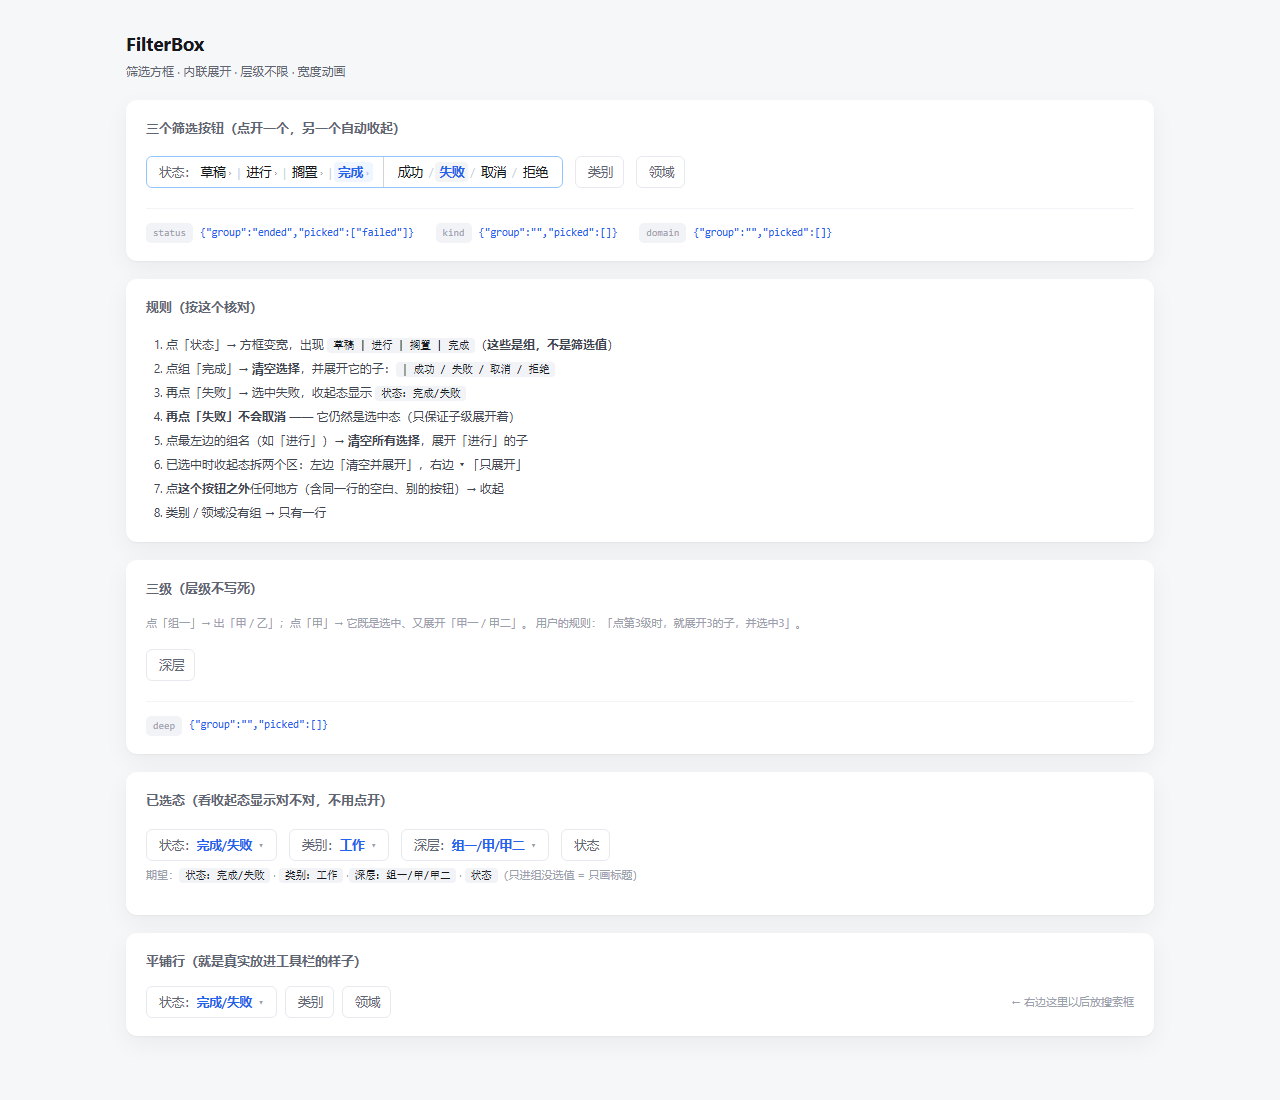 FilterBox
筛选方框 · 内联展开 · 层级不限 · 宽度动画
三个筛选按钮（点开一个，另一个自动收起）
状态： 草稿 › | 进行 › | 搁置 › | 完成 › 成功 / 失败 / 取消 / 拒绝 类别 领域
status {"group":"ended","picked":["failed"]} kind {"group":"","picked":[]} domain {"group":"","picked":[]}
规则（按这个核对）
1. 点「状态」→ 方框变宽，出现 草稿 | 进行 | 搁置 | 完成 （这些是组，不是筛选值）
2. 点组「完成」→ 清空选择，并展开它的子： | 成功 / 失败 / 取消 / 拒绝
3. 再点「失败」→ 选中失败，收起态显示 状态：完成/失败
4. 再点「失败」不会取消 —— 它仍然是选中态（只保证子级展开着）
5. 点最左边的组名（如「进行」）→ 清空所有选择，展开「进行」的子
6. 已选中时收起态拆两个区：左边「清空并展开」，右边 ▾ 「只展开」
7. 点这个按钮之外任何地方（含同一行的空白、别的按钮）→ 收起
8. 类别 / 领域没有组 → 只有一行
三级（层级不写死）
点「组一」→ 出「甲 / 乙」；点「甲」→ 它既是选中、又展开「甲一 / 甲二」。 用户的规则：「点第3级时，就展开3的子，并选中3」。
深层
deep {"group":"","picked":[]}
已选态（看收起态显示对不对，不用点开）
状态：完成/失败 ▾ 类别：工作 ▾ 深层：组一/甲/甲二 ▾ 状态
期望： 状态：完成/失败 · 类别：工作 · 深层：组一/甲/甲二 · 状态 （只进组没选值 = 只画标题）
平铺行（就是真实放进工具栏的样子）
状态：完成/失败 ▾ 类别 领域 ← 右边这里以后放搜索框